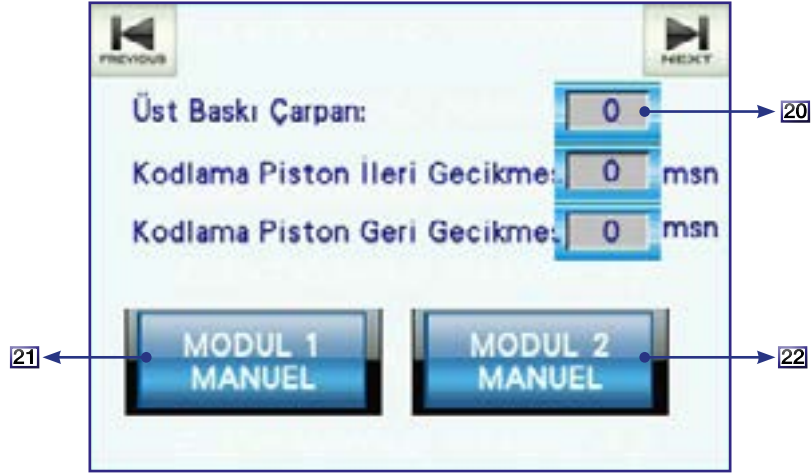 PREVIOUS
NEXT
Üst Baskı Çarpan:
0
20
Kodlama Piston İleri Gecikme:
0
msn
Kodlama Piston Geri Gecikme:
0
msn
21
MODUL 1
MANUEL
MODUL 2
MANUEL
22